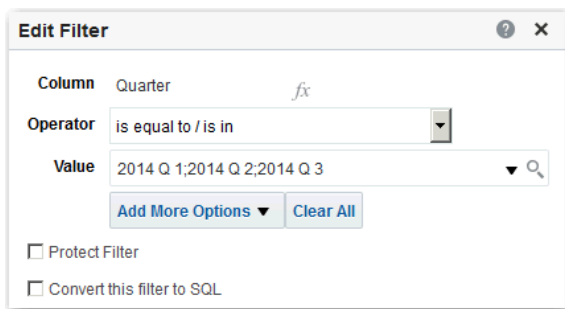 Edit Filter ? ×
Column Quarter fx
Operator is equal to / is in
Value 2014 Q 1;2014 Q 2;2014 Q 3
Add More Options Clear All
Protect Filter
Convert this filter to SQL